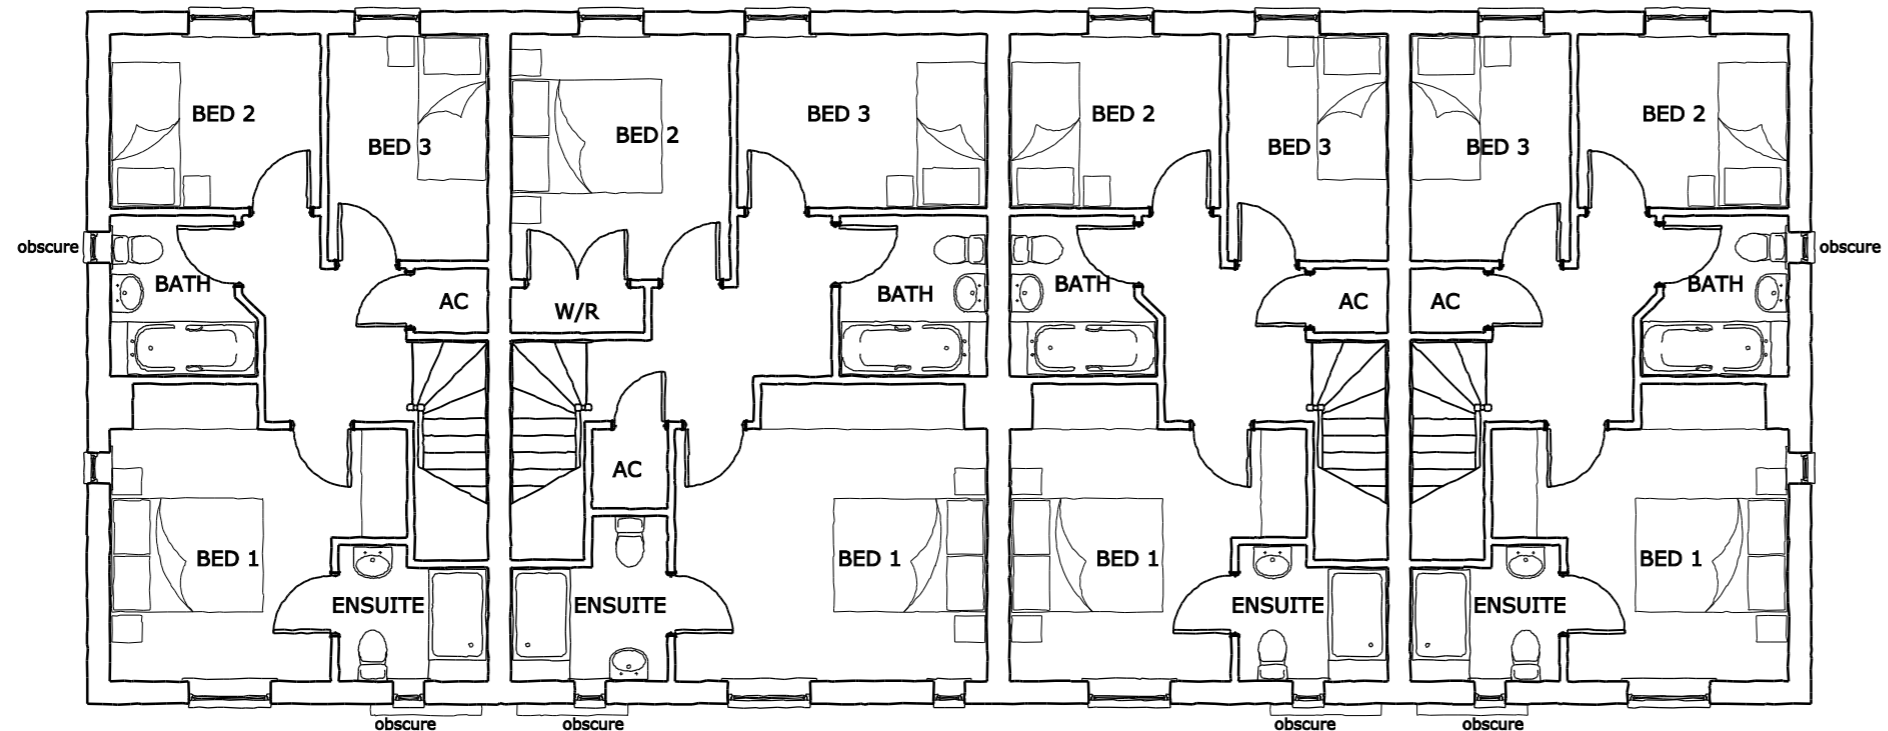 BED 2
BED 3
BED 2
BED 3
BED 2
BED 3
BED 3
BED 2
obscure
BATH
AC
W/R
BATH
BATH
AC
AC
BATH
obscure
AC
BED 1
BED 1
BED 1
BED 1
ENSUITE
ENSUITE
ENSUITE
ENSUITE
obscure
obscure
obscure
obscure